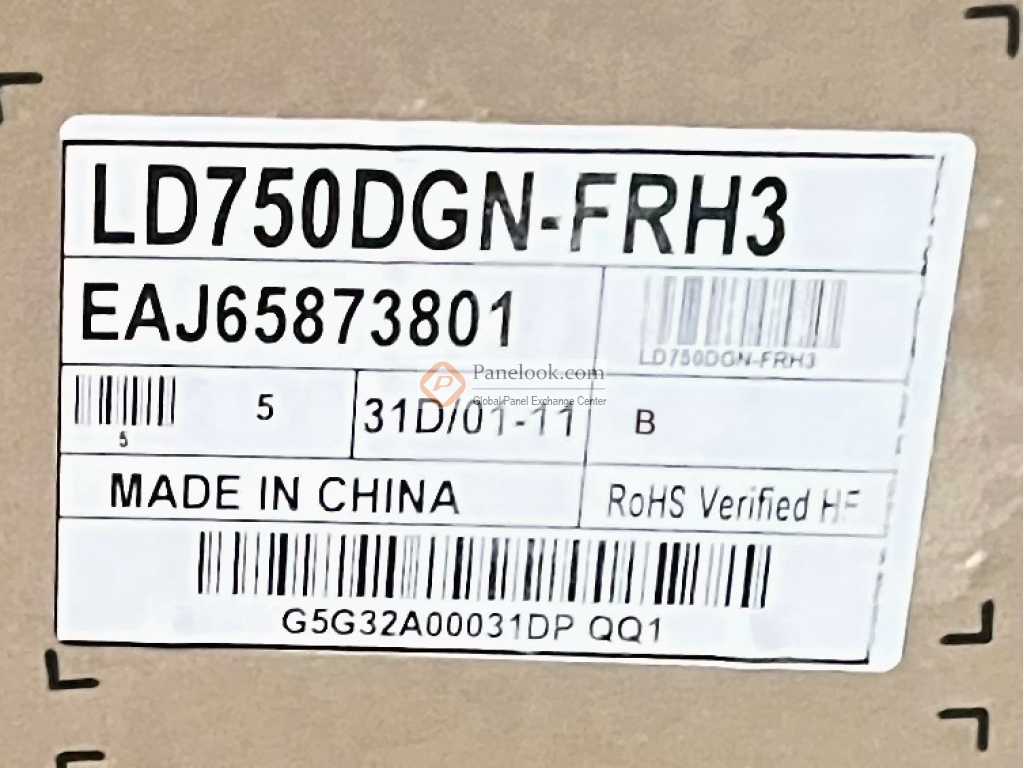 LD750DGN-FRH3
EAJ65873801
LD750DGN-FRH3
Panelook.com
Global Panel Exchange Center
5
5
31D/01-11
B
MADE IN CHINA
RoHS Verified HF
G5G32A00031DP QQ1